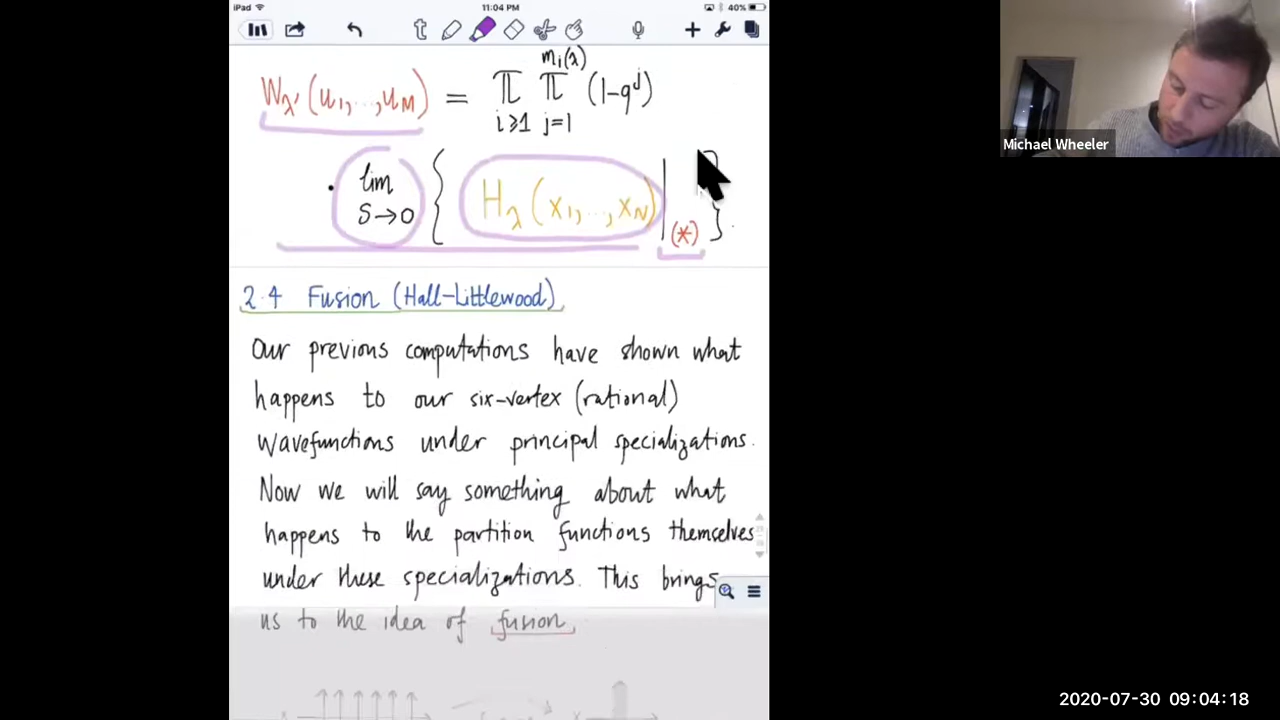 iPad
11:04 PM
40%
t
W_λ'(u_1,...,u_M) = ∏_{i≥1} ∏_{j=1}^{m_i(λ)} (1-q^j)
· lim_{s→0} { H_λ(x_1,...,x_N) |_(*) } .
2.4 Fusion (Hall-Littlewood)
Our previous computations have shown what
happens to our six-vertex (rational)
wavefunctions under principal specializations.
Now we will say something about what
happens to the partition functions themselves
under these specializations. This brings
us to the idea of fusion.
Michael Wheeler
2020-07-30 09:04:18